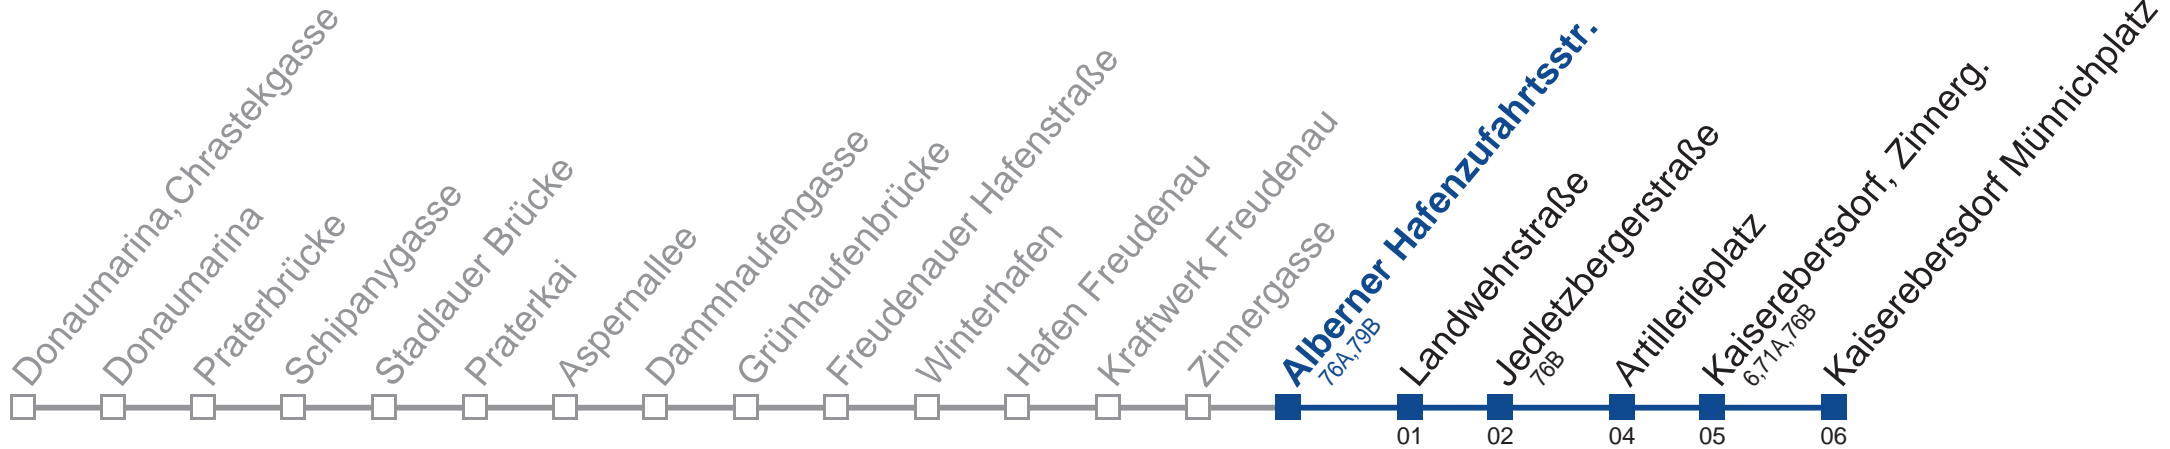 Donaumarina, Chrastekgasse
Donaumarina
Praterbrücke
Schipanygasse
Stadlauer Brücke
Praterkai
Aspernallee
Dammhaufengasse
Grünhaufenbrücke
Freudenauer Hafenstraße
Winterhafen
Hafen Freudenau
Kraftwerk Freudenau
Zinnergasse
Alberner Hafenzufahrtsstr.
76A,79B
Landwehrstraße
Jedletzbergerstraße
76B
Artillerieplatz
Kaiserebersdorf, Zinnerg.
6,71A,76B
Kaiserebersdorf Münnichplatz
01
02
04
05
06